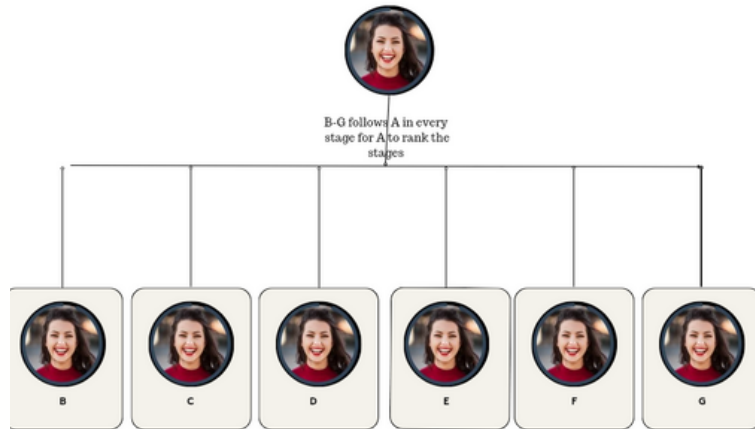 B-G follows A in every
stage for A to rank the
stages
B
C
D
E
F
G